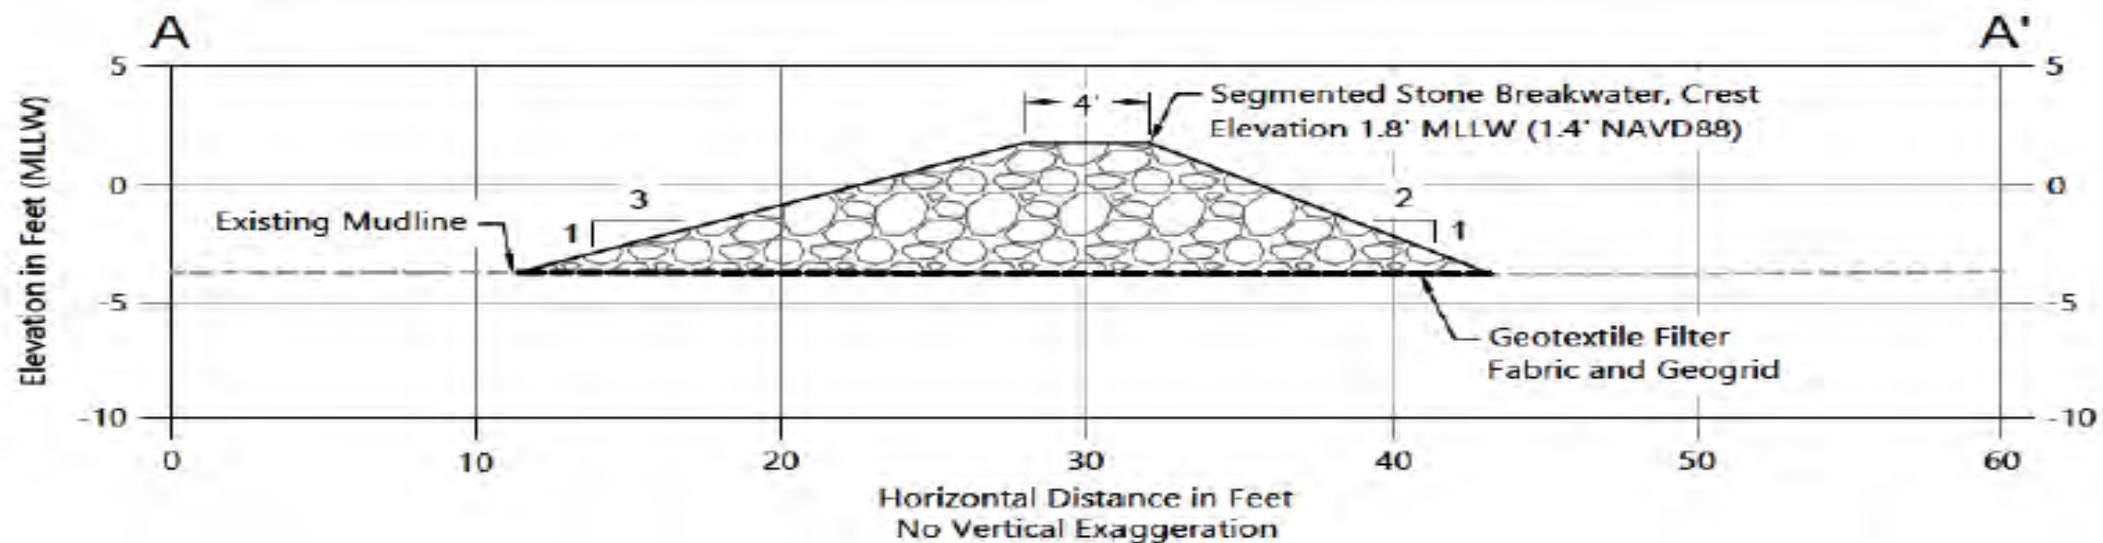 A A'
5 5
4'
Segmented Stone Breakwater, Crest
Elevation 1.8' MLLW (1.4' NAVD88)
0 0
3 2
Existing Mudline
1 1
-5 -5
Geotextile Filter
Fabric and Geogrid
-10 -10
0 10 20 30 40 50 60
Horizontal Distance in Feet
No Vertical Exaggeration
Elevation in Feet (MLLW)